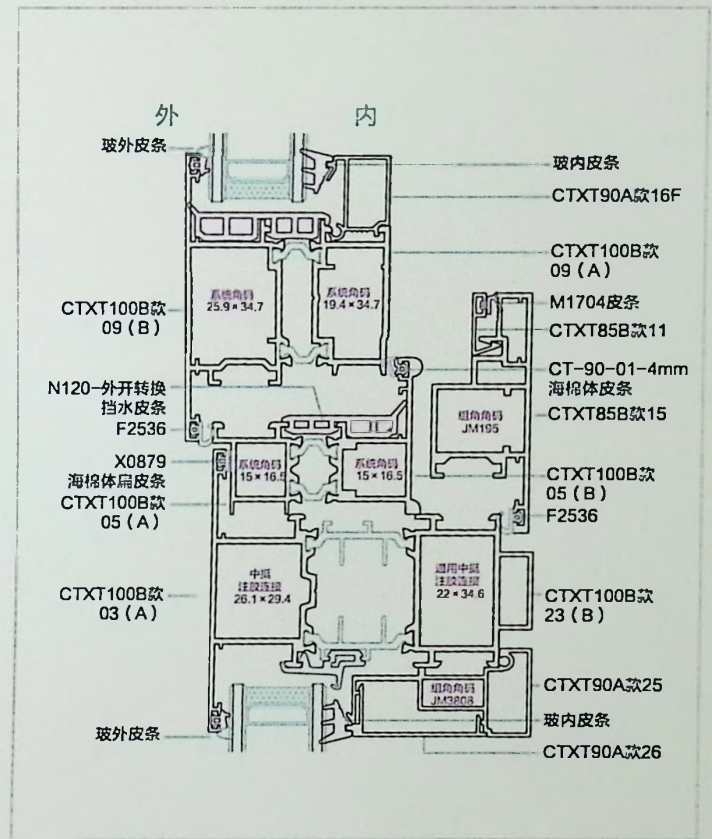 外 内
玻外皮条
玻内皮条
CTXT90A款16F
CTXT100B款
09（A）
系统角码
25.9×34.7
系统角码
19.4×34.7
CTXT100B款
09（B）
M1704皮条
CTXT85B款11
CT-90-01-4mm
海棉体皮条
N120-外开转换
挡水皮条
组角角码
JM195
CTXT85B款15
F2536
X0879
海棉体扁皮条
系统角码
15×16.5
系统角码
15×16.5
CTXT100B款
05（B）
CTXT100B款
05（A）
F2536
中挺
注胶连接
26.1×29.4
通用中挺
注胶连接
22×34.6
CTXT100B款
03（A）
CTXT100B款
23（B）
组角角码
JM3808
CTXT90A款25
玻外皮条
玻内皮条
CTXT90A款26